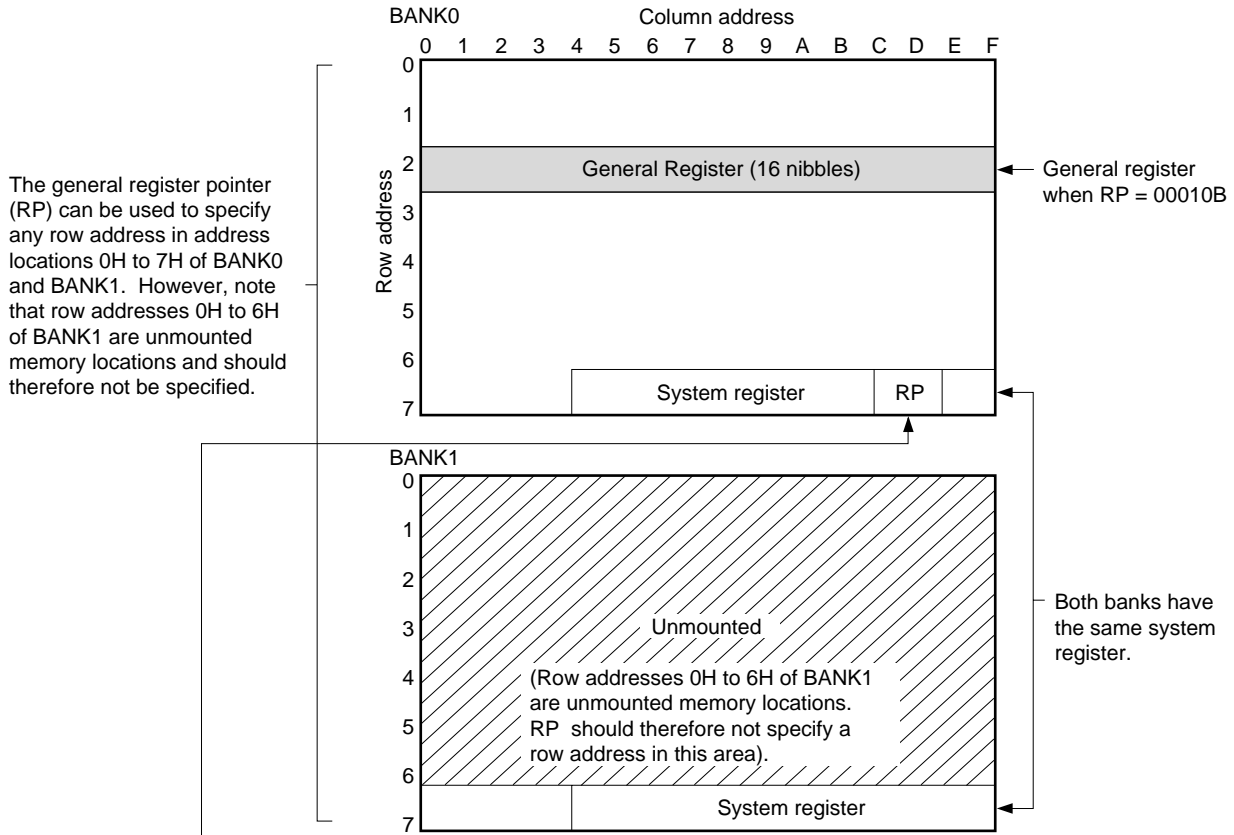 BANK0
Column address
0 1 2 3 4 5 6 7 8 9 A B C D E F
0
1
2
3
4
5
6
7
Row address
General Register (16 nibbles)
General register
when RP = 00010B
The general register pointer
(RP) can be used to specify
any row address in address
locations 0H to 7H of BANK0
and BANK1. However, note
that row addresses 0H to 6H
of BANK1 are unmounted
memory locations and should
therefore not be specified.
System register
RP
BANK1
0
1
2
3
4
5
6
7
Unmounted
(Row addresses 0H to 6H of BANK1
are unmounted memory locations.
RP should therefore not specify a
row address in this area).
System register
Both banks have
the same system
register.